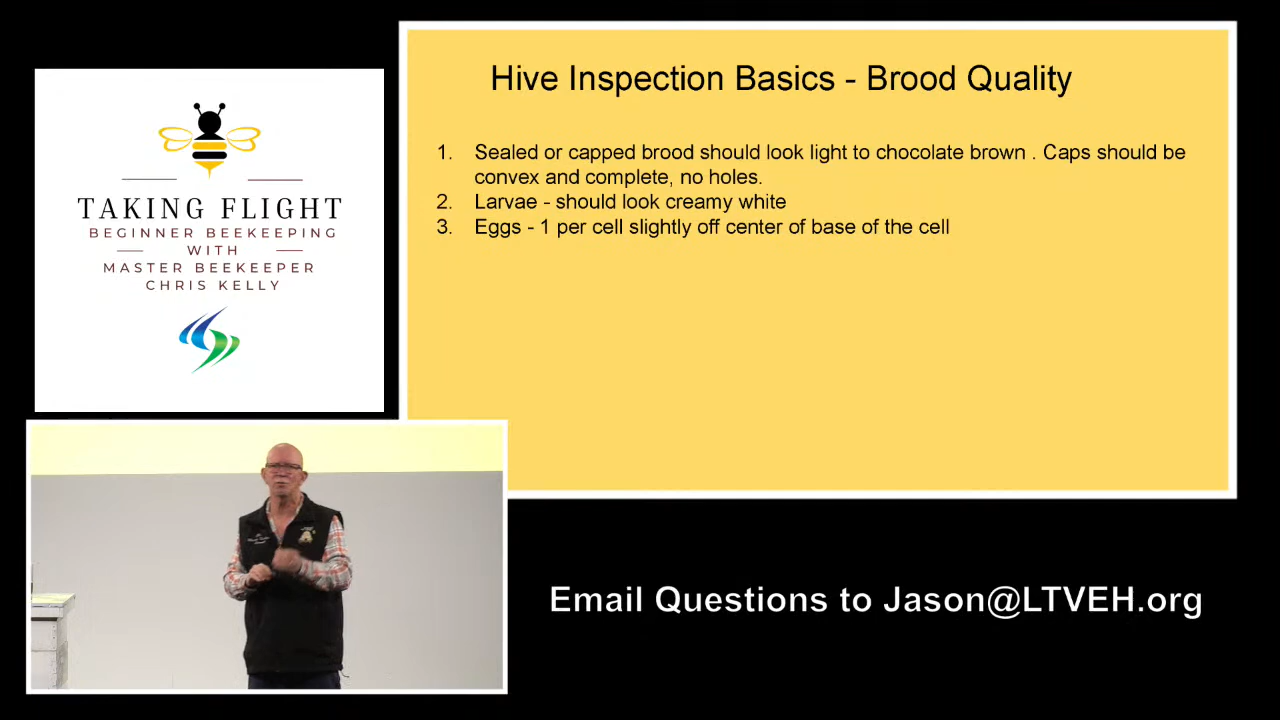 Hive Inspection Basics - Brood Quality
1. Sealed or capped brood should look light to chocolate brown . Caps should be
convex and complete, no holes.
2. Larvae - should look creamy white
3. Eggs - 1 per cell slightly off center of base of the cell
TAKING FLIGHT
BEGINNER BEEKEEPING
WITH
MASTER BEEKEEPER
CHRIS KELLY
Email Questions to Jason@LTVEH.org